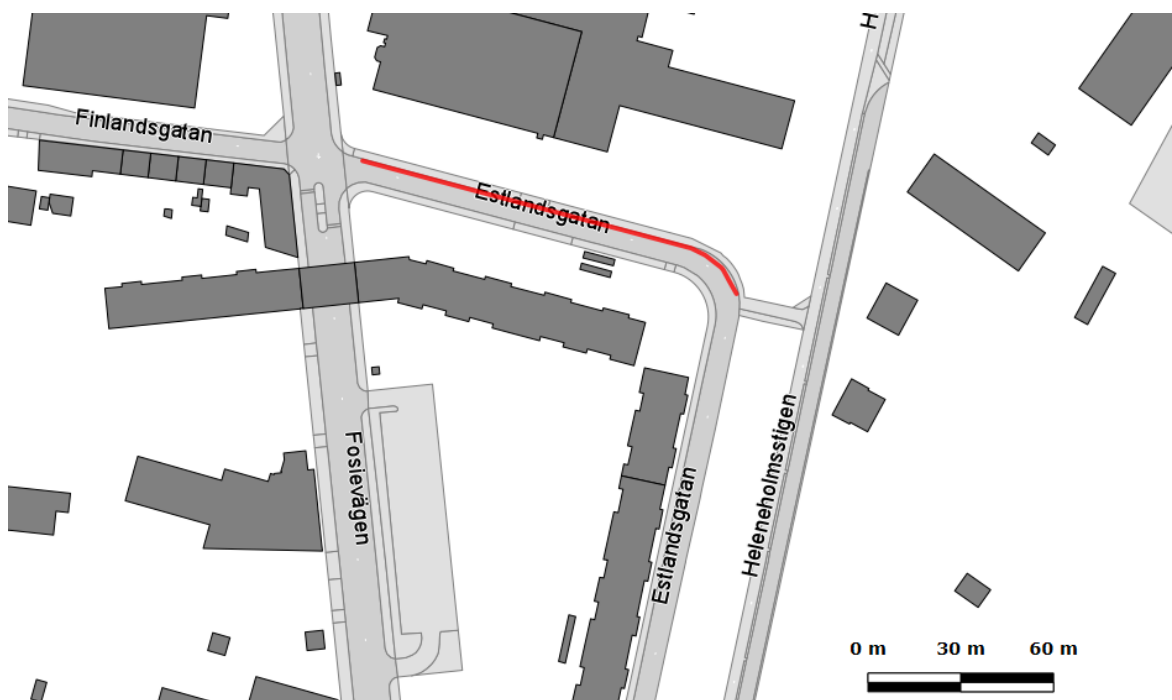 H
Finlandsgatan
Estlandsgatan
Fosievägen
Estlandsgatan
Heleneholmsstigen
0 m 30 m 60 m